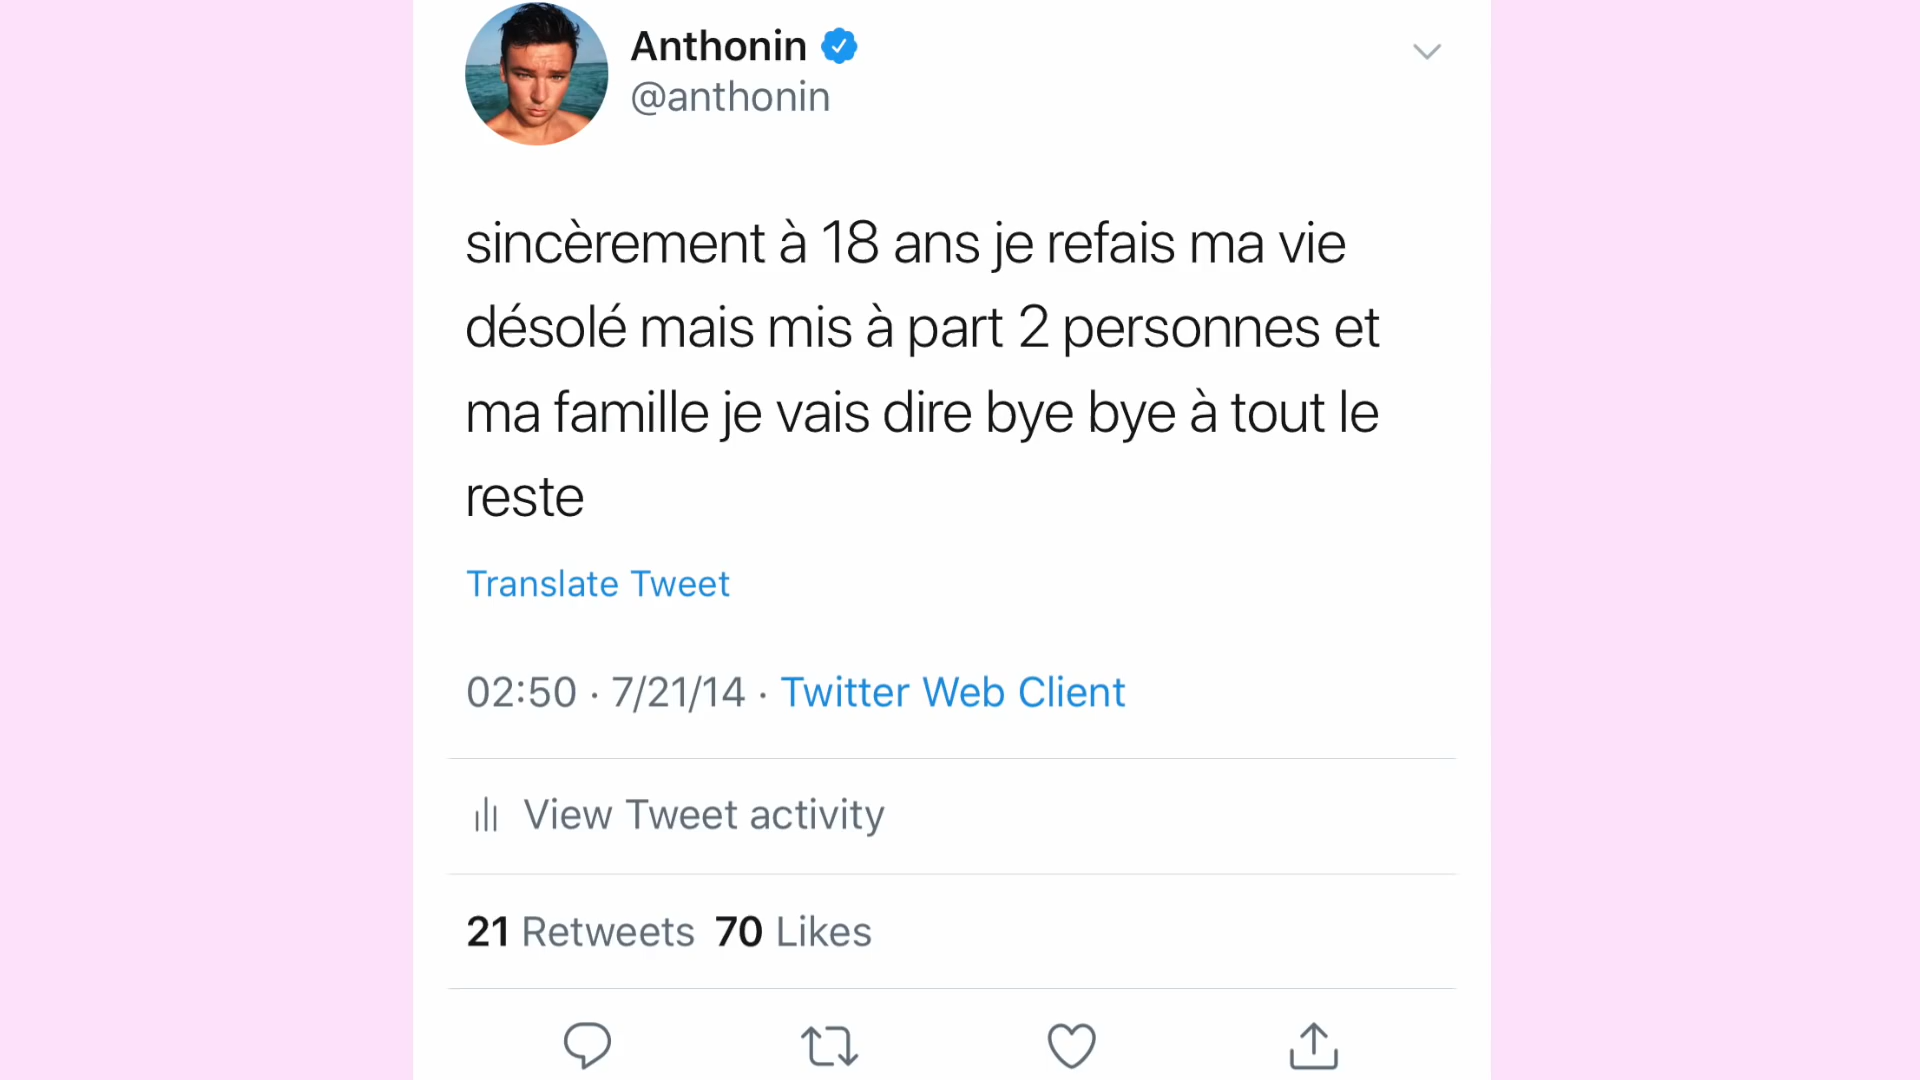 Anthonin
@anthonin
sincèrement à 18 ans je refais ma vie
désolé mais mis à part 2 personnes et
ma famille je vais dire bye bye à tout le
reste
Translate Tweet
02:50 · 7/21/14 · Twitter Web Client
View Tweet activity
21 Retweets 70 Likes